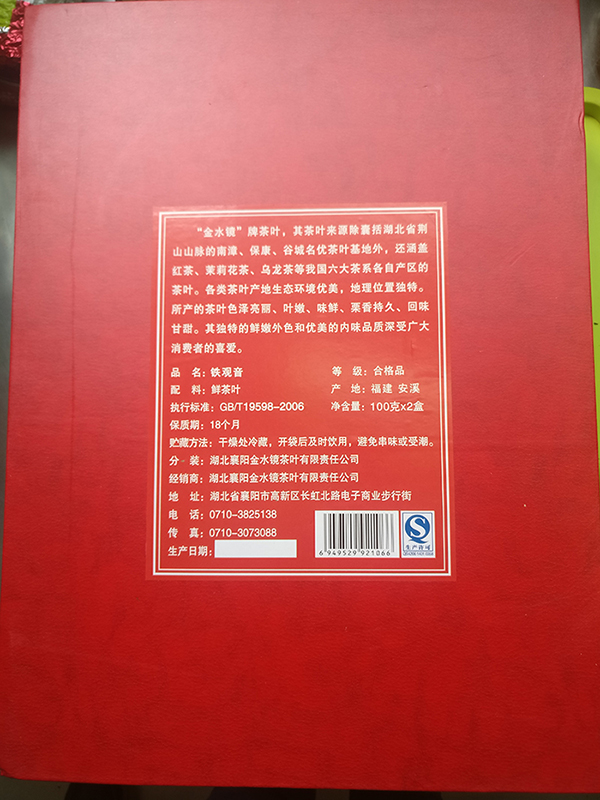 “金水镜”牌茶叶，其茶叶来源除囊括湖北省荆
山山脉的南漳、保康、谷城名优茶叶基地外，还涵盖
红茶、茉莉花茶、乌龙茶等我国六大茶系各自产区的
茶叶。各类茶叶产地生态环境优美，地理位置独特。
所产的茶叶色泽亮丽、叶嫩、味鲜、栗香持久、回味
甘甜。其独特的鲜嫩外色和优美的内味品质深受广大
消费者的喜爱。
品 名：铁观音 等 级：合格品
配 料：鲜茶叶 产 地：福建 安溪
执行标准：GB/T19598-2006 净含量：100克x2盒
保质期：18个月
贮藏方法：干燥处冷藏，开袋后及时饮用，避免串味或受潮。
分 装：湖北襄阳金水镜茶叶有限责任公司
经销商：湖北襄阳金水镜茶叶有限责任公司
地 址：湖北省襄阳市高新区长虹北路电子商业步行街
电 话：0710-3825138
传 真：0710-3073088
生产日期：
6 949529 921066
生产许可